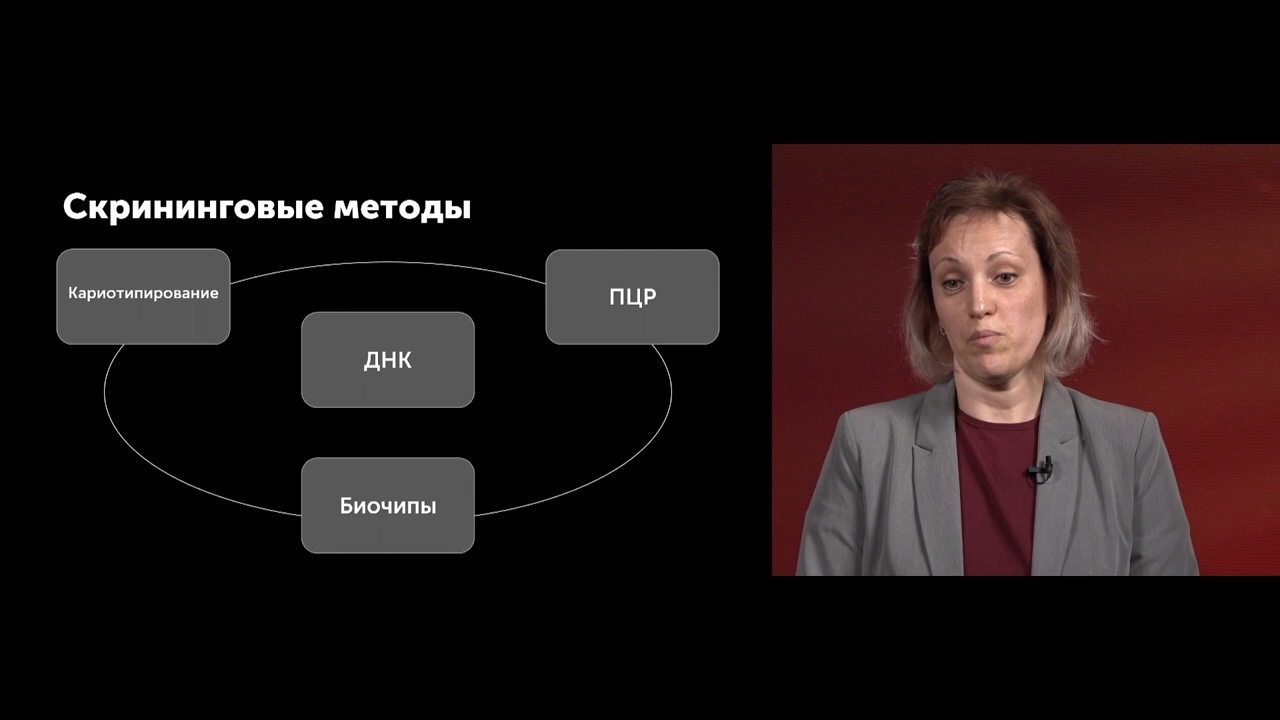 Скрининговые методы
Кариотипирование
ПЦР
ДНК
Биочипы